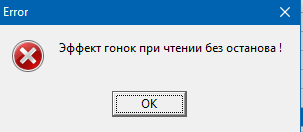 Error
Эффект гонок при чтении без останова !
OK